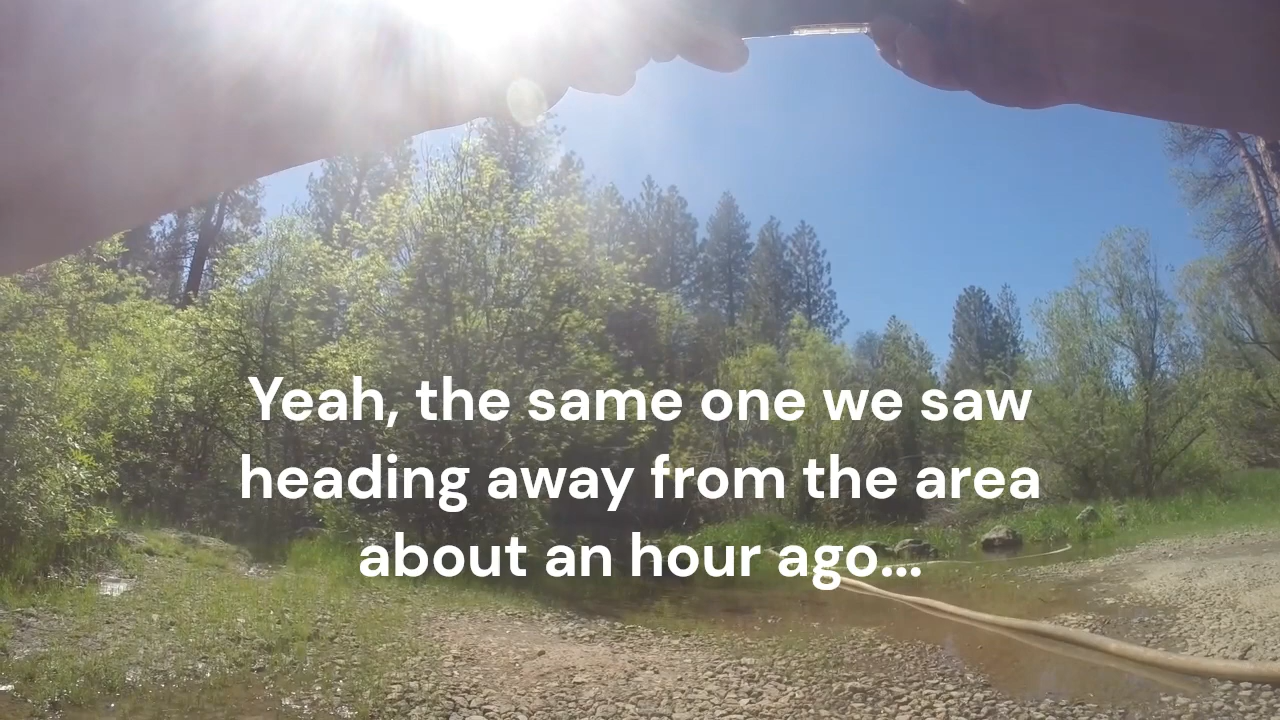 Yeah, the same one we saw
heading away from the area
about an hour ago...